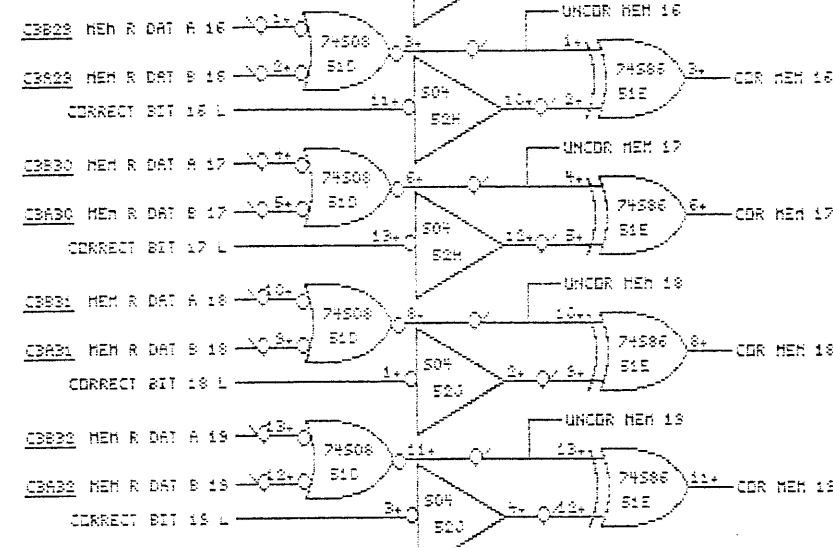 UNCOR MEM 16
C3B29 MEM R DAT A 16 1+
74S08 51D 3+
1+ 74S86 51E 3+ COR MEM 16
C3A29 MEM R DAT B 16 2+
CORRECT BIT 16 L 11+ S04 52H 10+ 2+
UNCOR MEM 17
C3B30 MEM R DAT A 17 4+
74S08 51D 6+
4+ 74S86 51E 6+ COR MEM 17
C3A30 MEM R DAT B 17 5+
CORRECT BIT 17 L 13+ S04 52H 12+ 5+
UNCOR MEM 18
C3B31 MEM R DAT A 18 10+
74S08 51D 8+
10+ 74S86 51E 8+ COR MEM 18
C3A31 MEM R DAT B 18 9+
CORRECT BIT 18 L 1+ S04 52J 2+ 9+
UNCOR MEM 19
C3B32 MEM R DAT A 19 13+
74S08 51D 11+
13+ 74S86 51E 11+ COR MEM 19
C3A32 MEM R DAT B 19 12+
CORRECT BIT 19 L 3+ S04 52J 4+ 12+